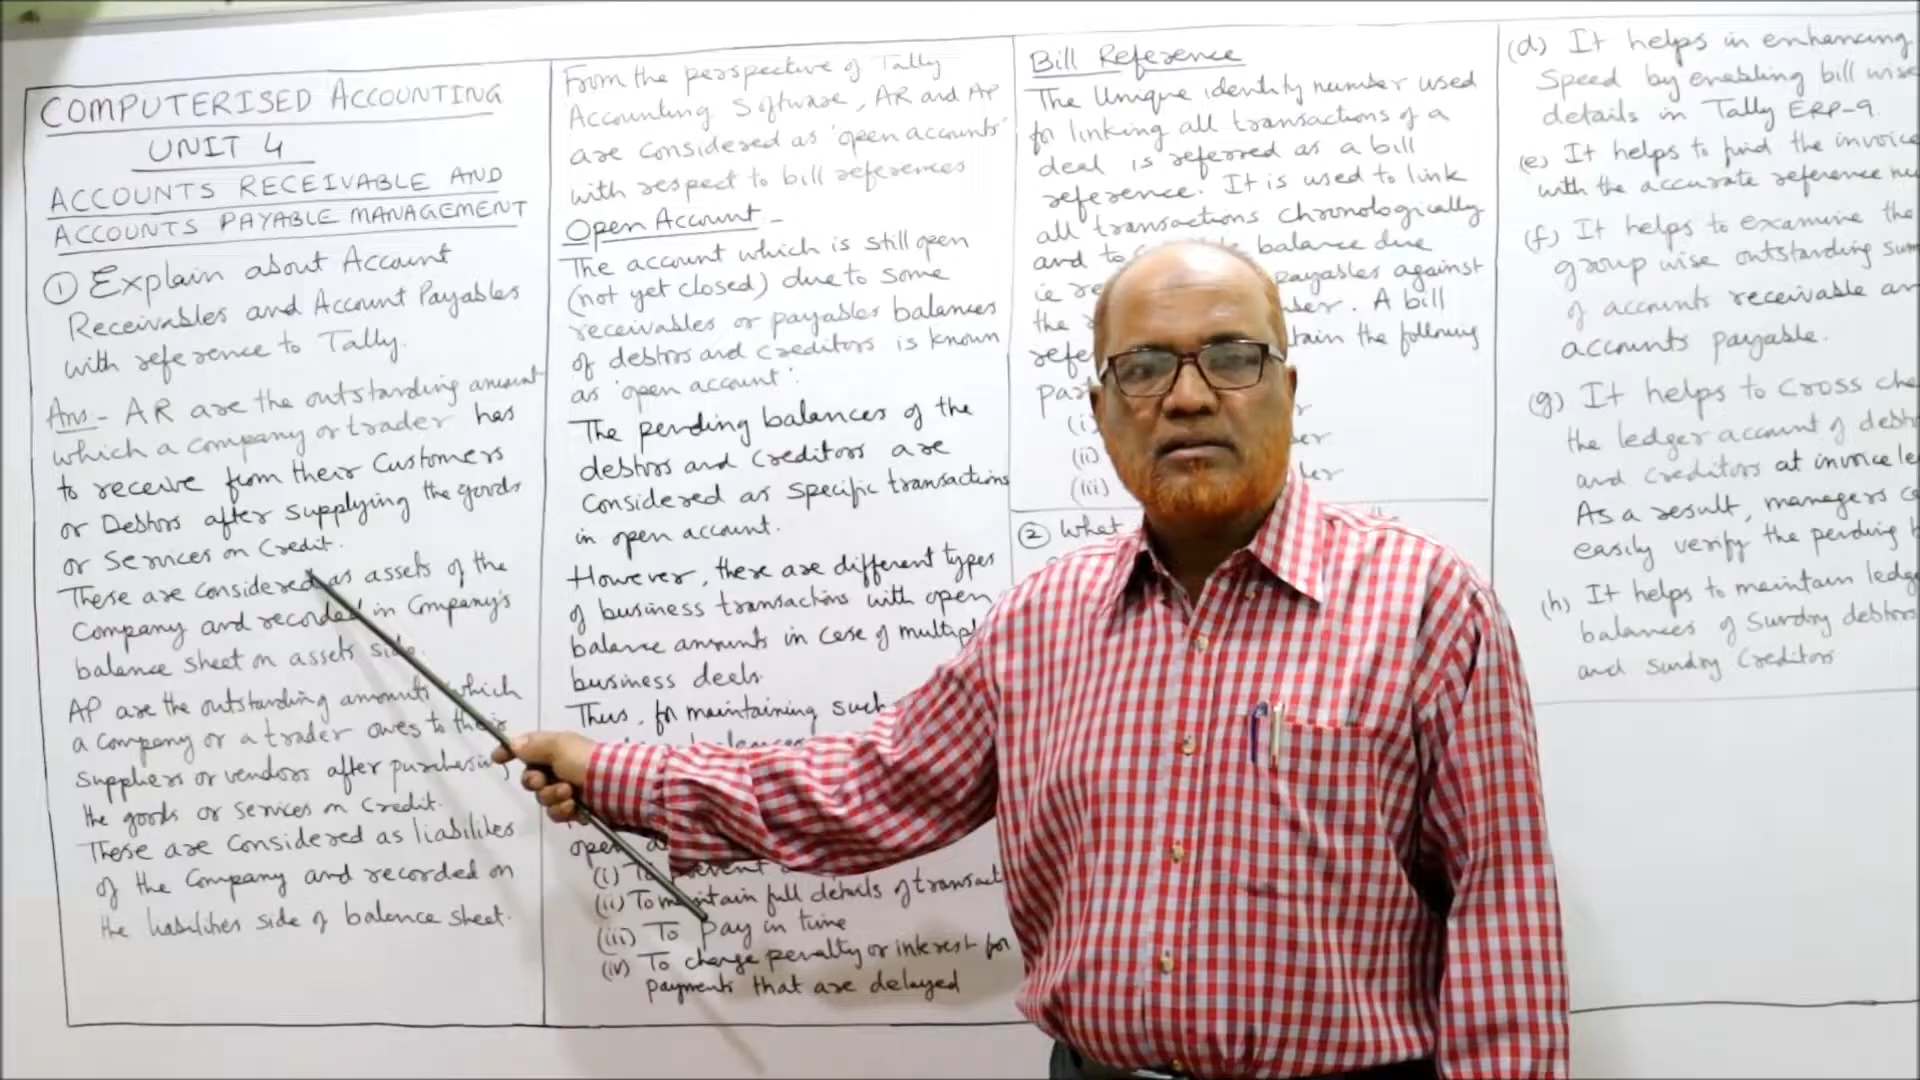 COMPUTERISED ACCOUNTING
UNIT 4
ACCOUNTS RECEIVABLE AND
ACCOUNTS PAYABLE MANAGEMENT
① Explain about Account
Receivables and Account Payables
with reference to Tally.
Ans - AR are the outstanding amount
which a company or trader has
to receive from their Customers
or Debtors after supplying the goods
or Services on Credit.
These are considered as assets of the
Company and recorded in Company's
balance sheet on assets side.
AP are the outstanding amounts which
a company or a trader owes to their
Suppliers or vendors after purchasing
the goods or services on credit.
These are considered as liabilities
of the Company and recorded on
the liabilities side of balance sheet.
From the perspective of Tally
Accounting Software, AR and AP
are considered as 'open accounts'
with respect to bill references
Open Account -
The account which is still open
(not yet closed) due to some
receivables or payables balances
of debtors and creditors is known
as 'open account'.
The pending balances of the
debtors and creditors are
Considered as specific transactions
in open account.
However, there are different types
of business transactions with open
balance amounts in case of multiple
business deals.
Thus, for maintaining such
open
(i) To prevent
(ii) To maintain full details of transact
(iii) To pay in time
(iv) To charge penalty or interest for
payments that are delayed
Bill Reference
The Unique identity number used
for linking all transactions of a
deal is referred as a bill
reference. It is used to link
all transactions chronologically
and to balance due
ie payables against
the A bill
the following
(i)
(ii)
(iii)
② What
(d) It helps in enhancing
Speed by enabling bill wise
details in Tally ERP-9.
(e) It helps to find the invoice
with the accurate reference
(f) It helps to examine the
group wise outstanding
of accounts receivable
accounts payable.
(g) It helps to cross
the ledger account of
and creditors at invoice
As a result, managers
easily verify the pending
(h) It helps to maintain
balances of Sundry debtors
and Sundry Creditors